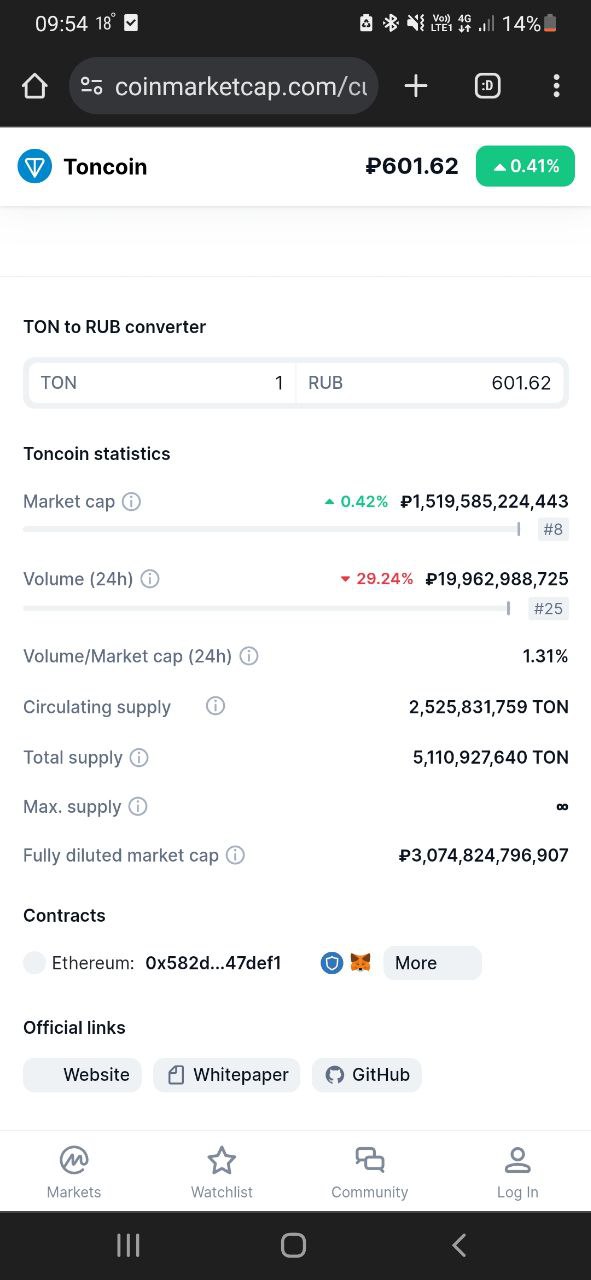 09:54 18°
Vo)) LTE1 4G 14%
coinmarketcap.com/cu
:D
Toncoin ₽601.62 0.41%
TON to RUB converter
TON 1 RUB 601.62
Toncoin statistics
Market cap 0.42% ₽1,519,585,224,443
#8
Volume (24h) 29.24% ₽19,962,988,725
#25
Volume/Market cap (24h) 1.31%
Circulating supply 2,525,831,759 TON
Total supply 5,110,927,640 TON
Max. supply ∞
Fully diluted market cap ₽3,074,824,796,907
Contracts
Ethereum: 0x582d...47def1 More
Official links
Website Whitepaper GitHub
Markets Watchlist Community Log In